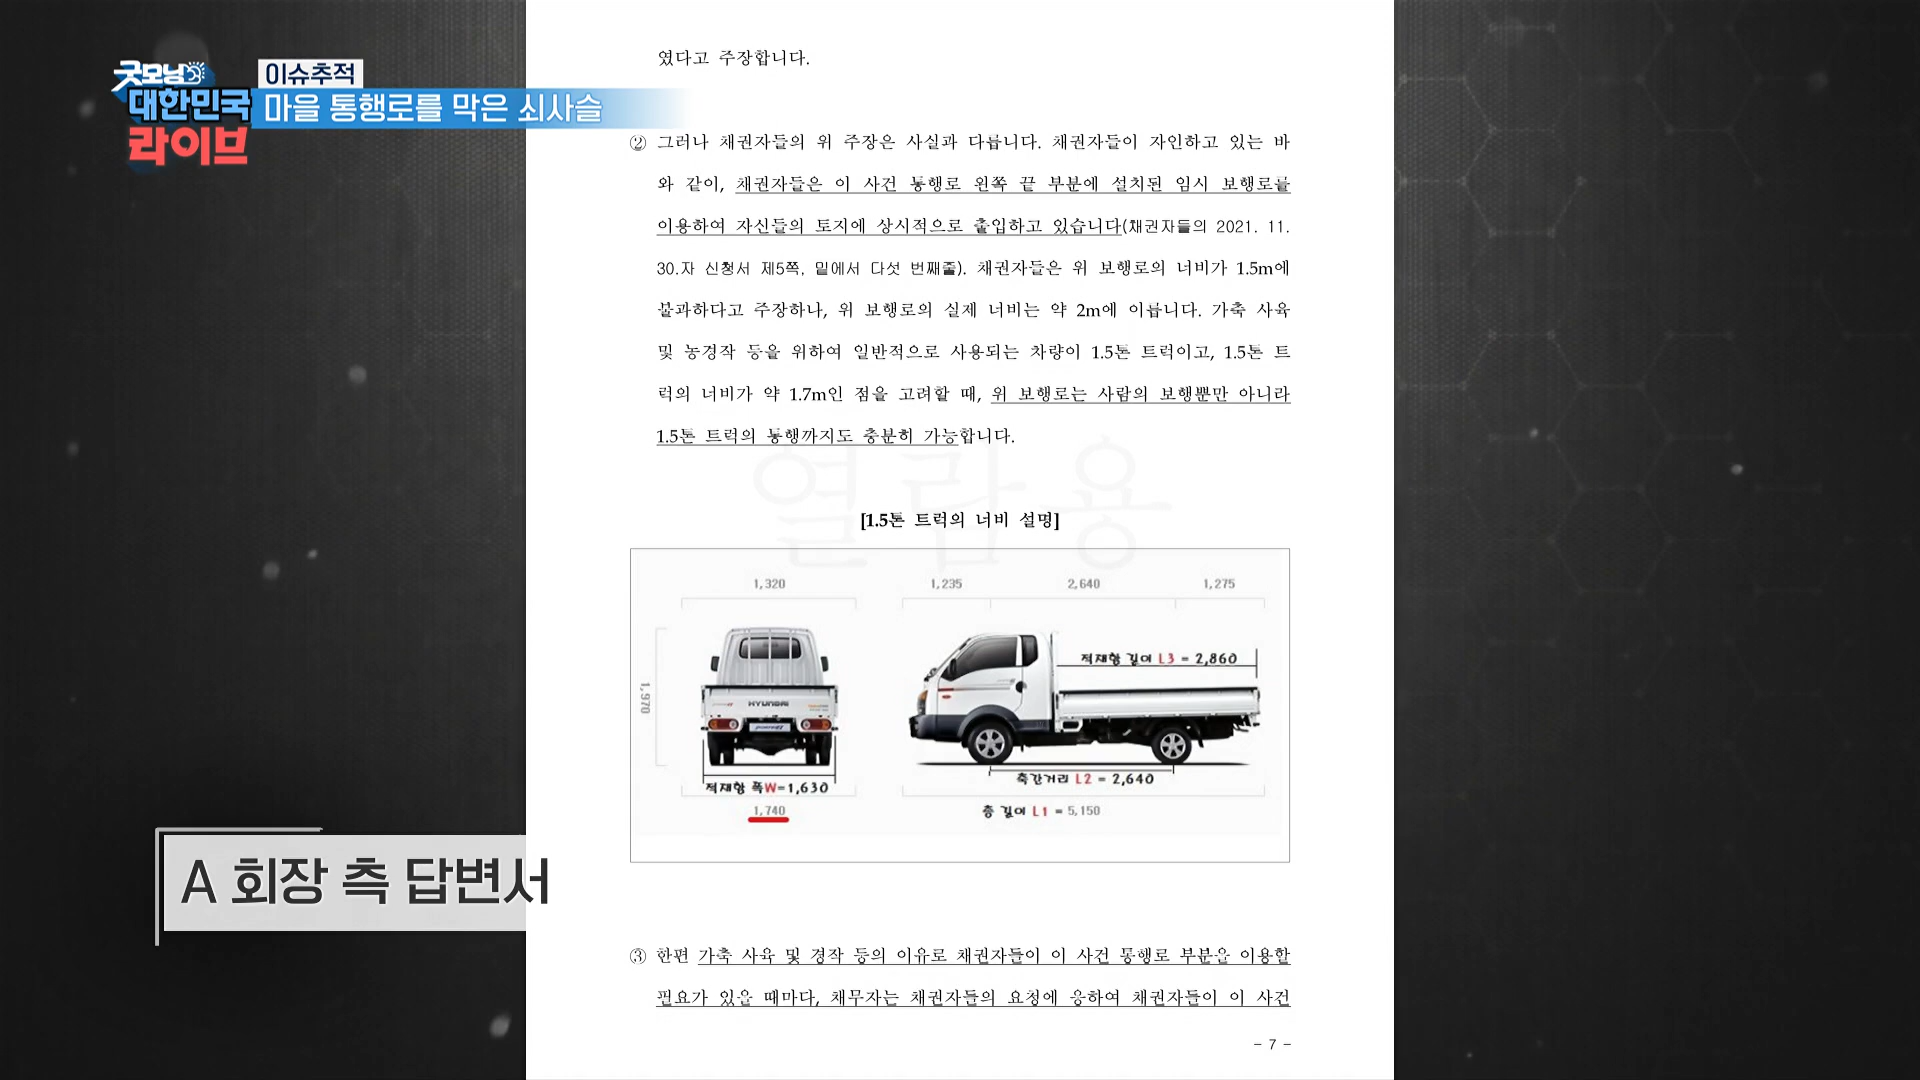 굿모닝
대한민국
라이브
이슈추적
마을 통행로를 막은 쇠사슬
였다고 주장합니다.
② 그러나 채권자들의 위 주장은 사실과 다릅니다. 채권자들이 자인하고 있는 바
와 같이, 채권자들은 이 사건 통행로 왼쪽 끝 부분에 설치된 임시 보행로를
이용하여 자신들의 토지에 상시적으로 출입하고 있습니다(채권자들의 2021. 11.
30.자 신청서 제5쪽, 밑에서 다섯 번째줄). 채권자들은 위 보행로의 너비가 1.5m에
불과하다고 주장하나, 위 보행로의 실제 너비는 약 2m에 이릅니다. 가축 사육
및 농경작 등을 위하여 일반적으로 사용되는 차량이 1.5톤 트럭이고, 1.5톤 트
럭의 너비가 약 1.7m인 점을 고려할 때, 위 보행로는 사람의 보행뿐만 아니라
1.5톤 트럭의 통행까지도 충분히 가능합니다.
열람용
[1.5톤 트럭의 너비 설명]
1,320
1,235 2,640 1,275
1,970
적재함 길이 L3 = 2,860
HYUNDAI
축간거리 L2 = 2,640
적재함 폭W=1,630
1,740
총 길이 L1 = 5,150
A 회장 측 답변서
③ 한편 가축 사육 및 경작 등의 이유로 채권자들이 이 사건 통행로 부분을 이용할
필요가 있을 때마다, 채무자는 채권자들의 요청에 응하여 채권자들이 이 사건
- 7 -